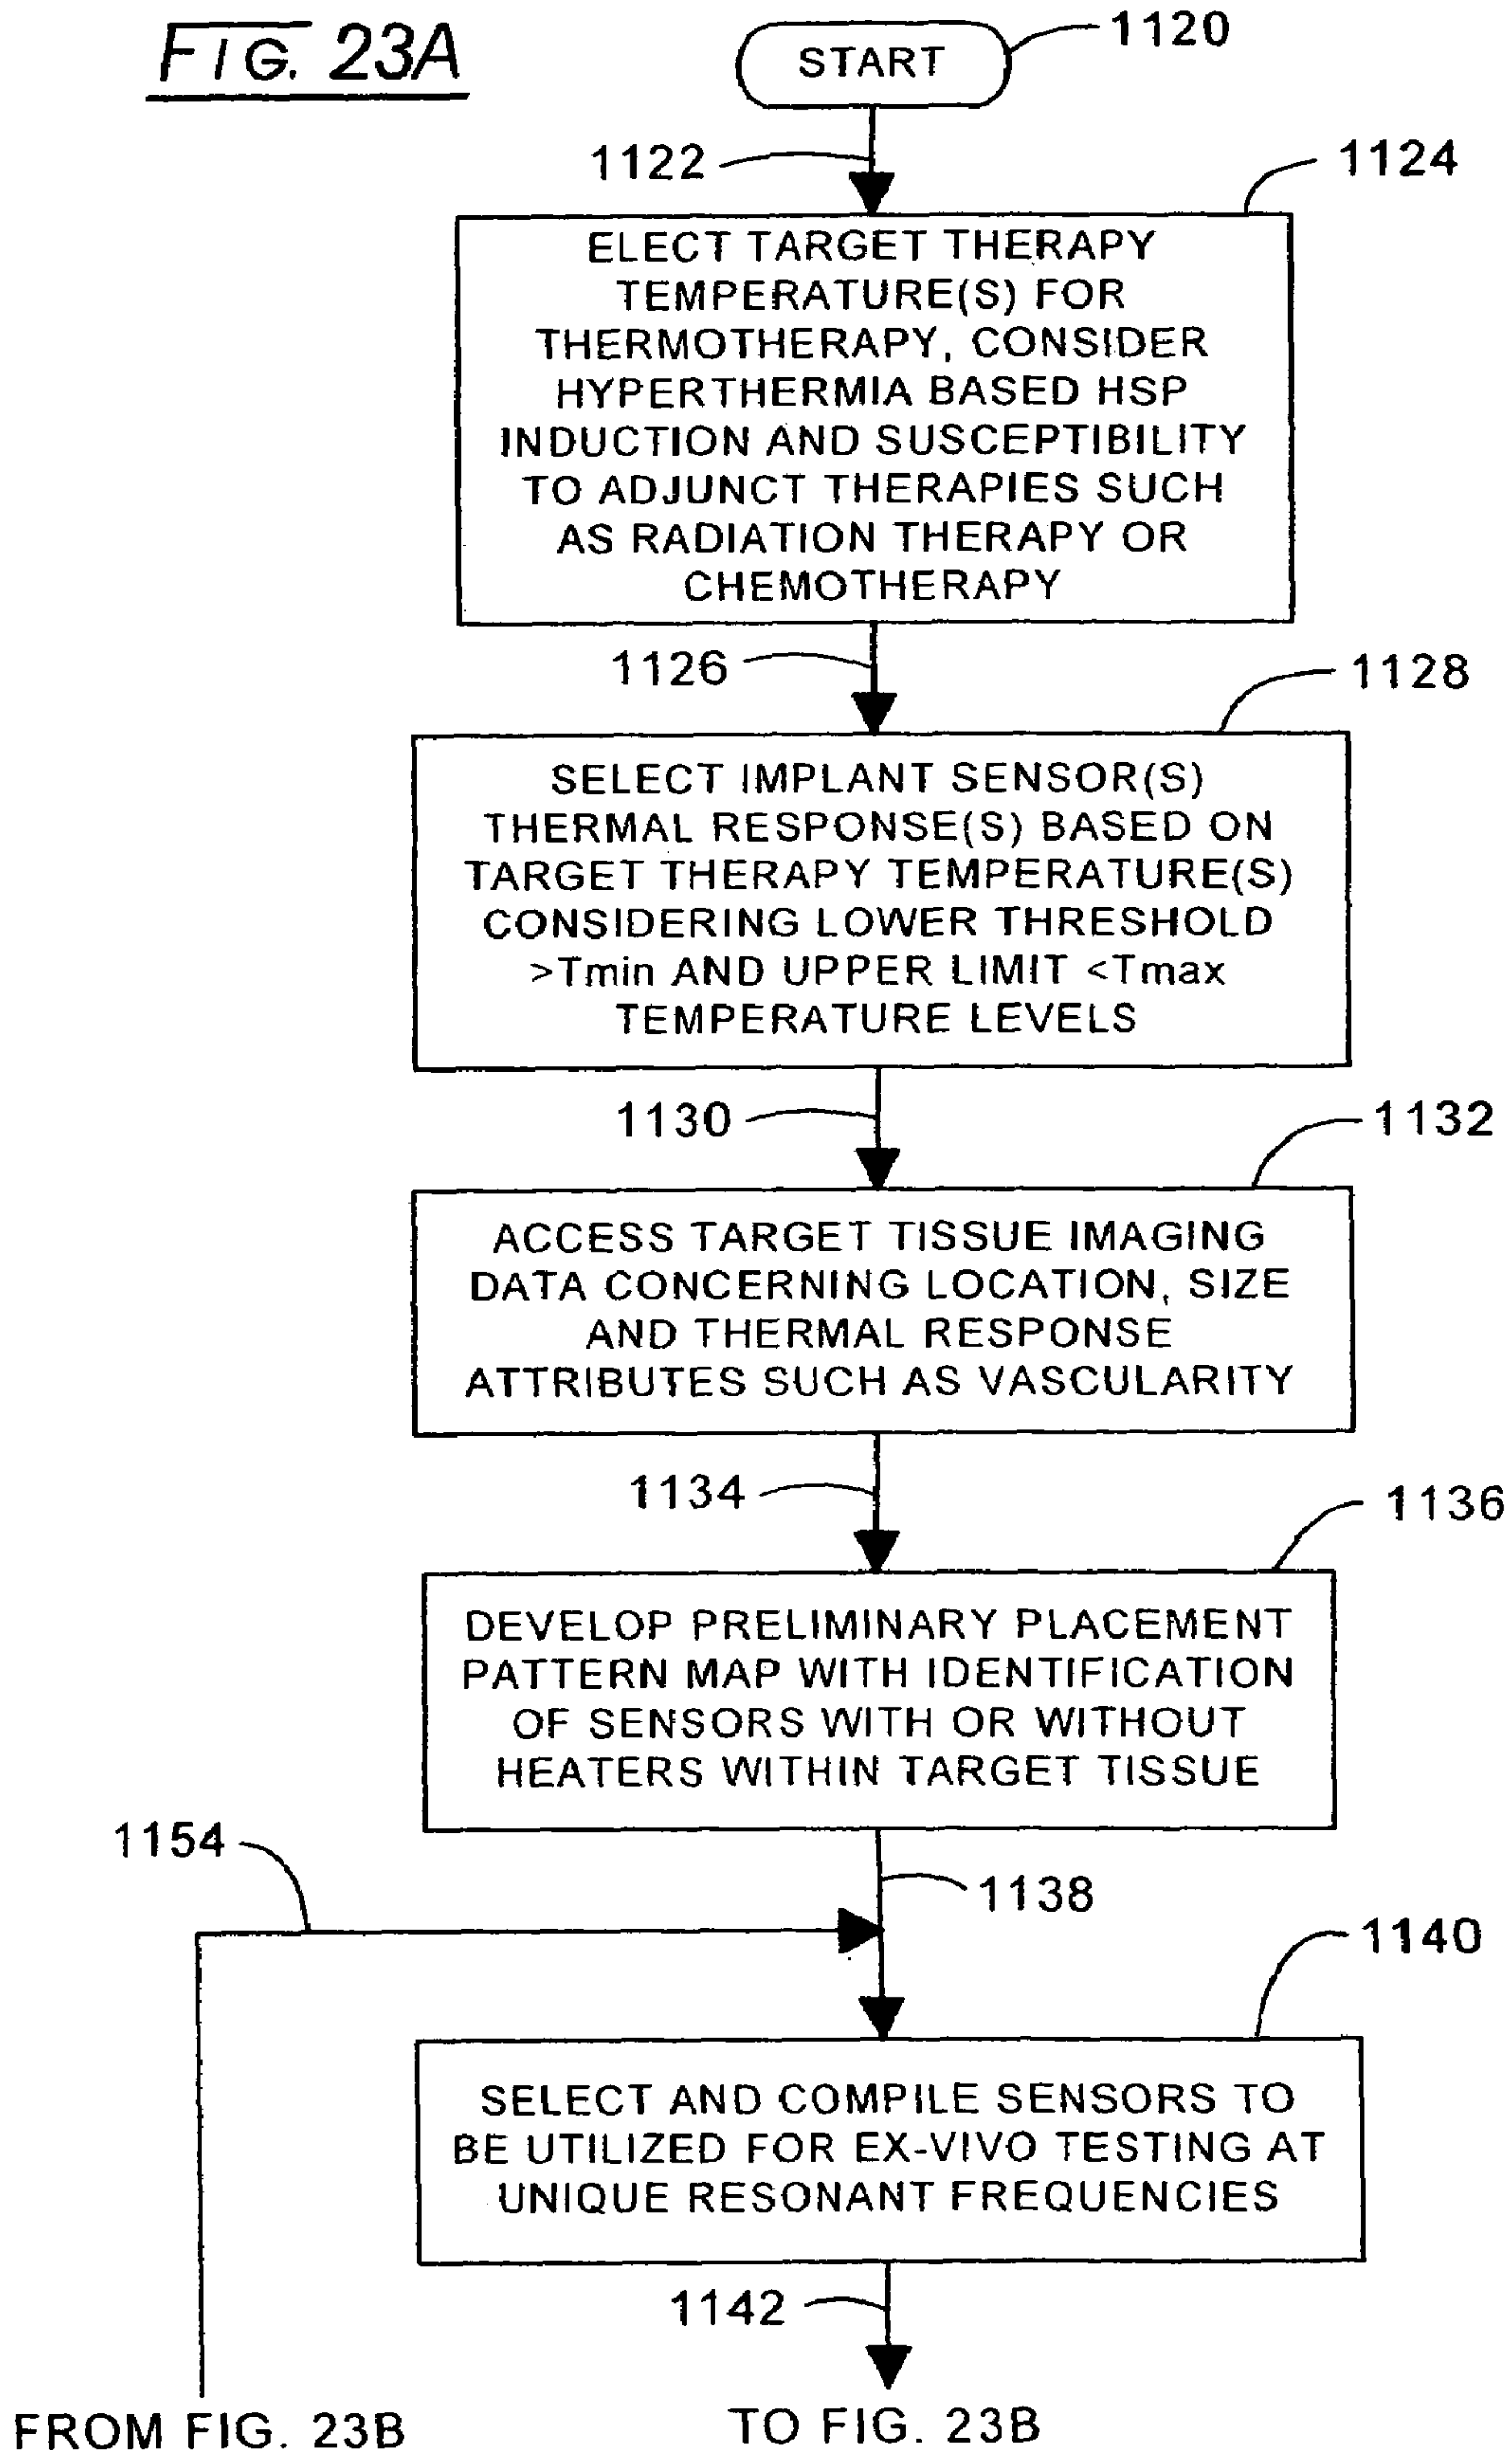 FIG. 23A
START
1120
1122
1124
ELECT TARGET THERAPY
TEMPERATURE(S) FOR
THERMOTHERAPY, CONSIDER
HYPERTHERMIA BASED HSP
INDUCTION AND SUSCEPTIBILITY
TO ADJUNCT THERAPIES SUCH
AS RADIATION THERAPY OR
CHEMOTHERAPY
1126
1128
SELECT IMPLANT SENSOR(S)
THERMAL RESPONSE(S) BASED ON
TARGET THERAPY TEMPERATURE(S)
CONSIDERING LOWER THRESHOLD
>Tmin AND UPPER LIMIT <Tmax
TEMPERATURE LEVELS
1130
1132
ACCESS TARGET TISSUE IMAGING
DATA CONCERNING LOCATION, SIZE
AND THERMAL RESPONSE
ATTRIBUTES SUCH AS VASCULARITY
1134
1136
DEVELOP PRELIMINARY PLACEMENT
PATTERN MAP WITH IDENTIFICATION
OF SENSORS WITH OR WITHOUT
HEATERS WITHIN TARGET TISSUE
1154
1138
1140
SELECT AND COMPILE SENSORS TO
BE UTILIZED FOR EX-VIVO TESTING AT
UNIQUE RESONANT FREQUENCIES
1142
FROM FIG. 23B
TO FIG. 23B